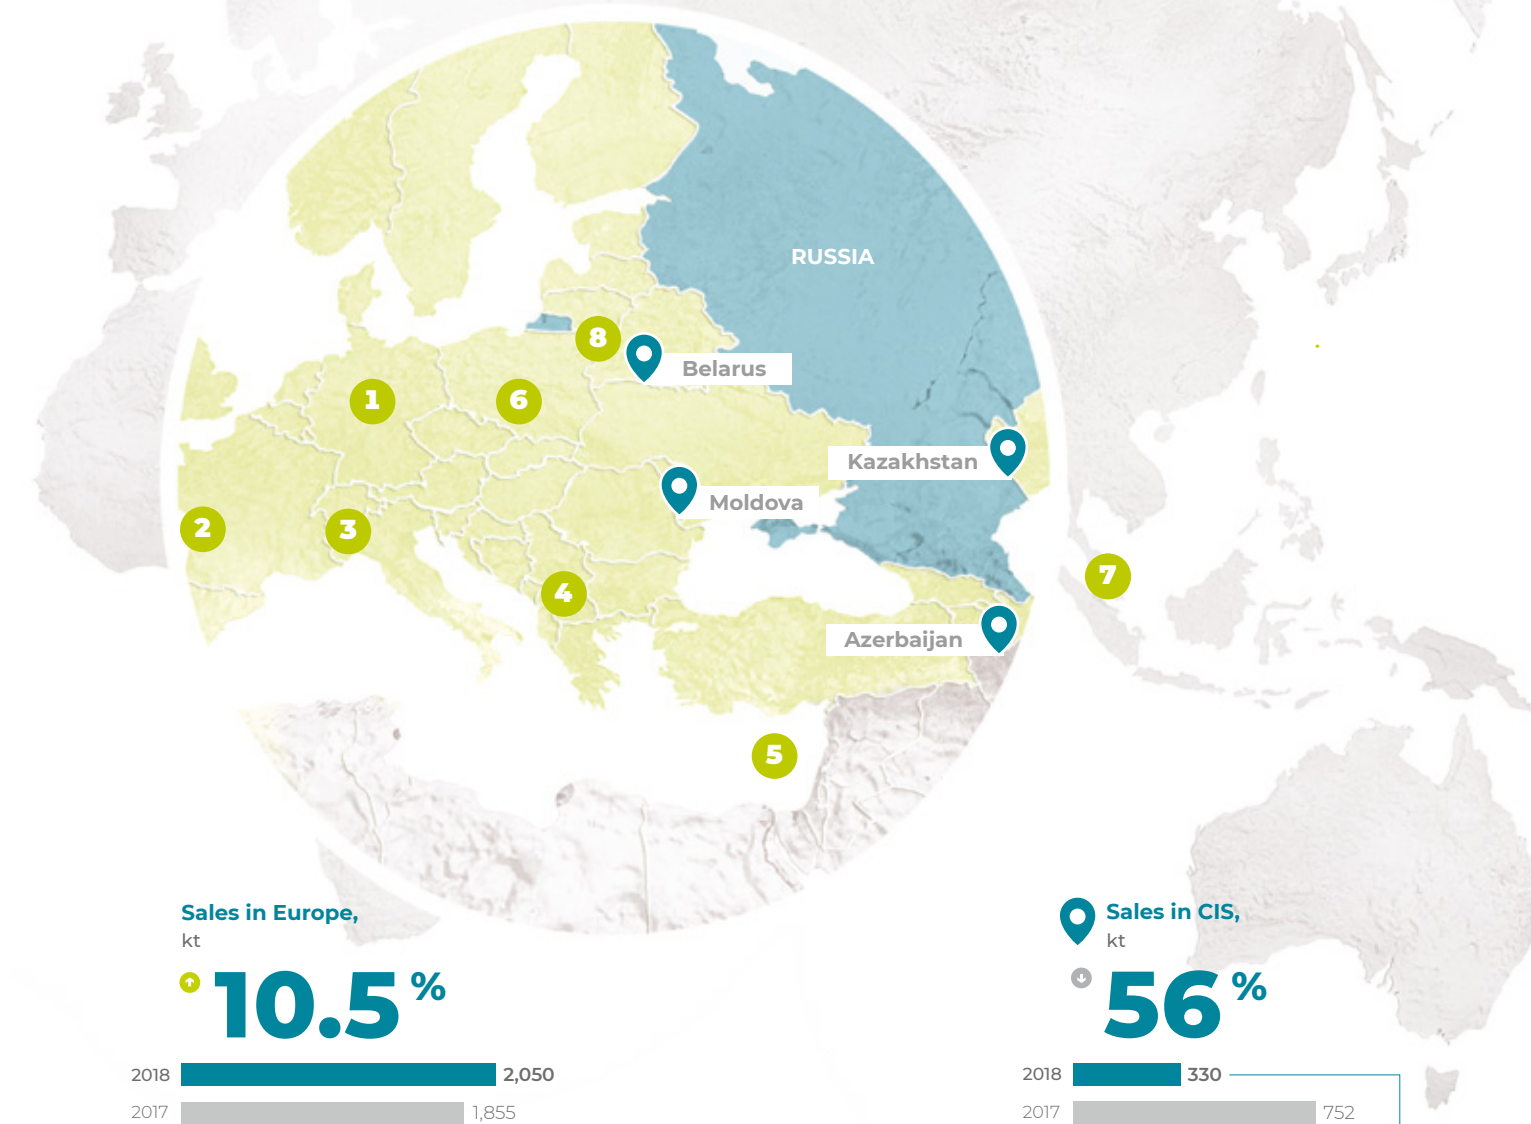 RUSSIA
8
Belarus
1
6
Kazakhstan
Moldova
2
3
7
4
Azerbaijan
5
Sales in Europe,
kt
10.5%
2018 2,050
2017 1,855
Sales in CIS,
kt
56%
2018 330
2017 752